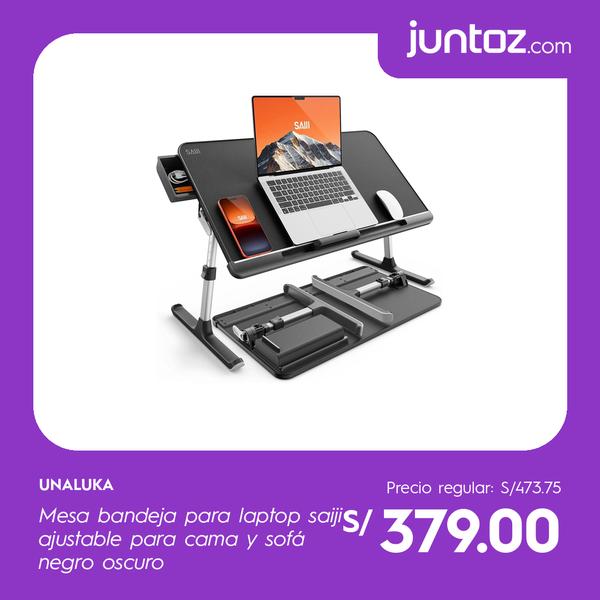 juntoz.com
SAIJI
SAIJI
SAIJI
UNALUKA
Precio regular: S/473.75
Mesa bandeja para laptop saiji
ajustable para cama y sofá
negro oscuro
S/ 379.00